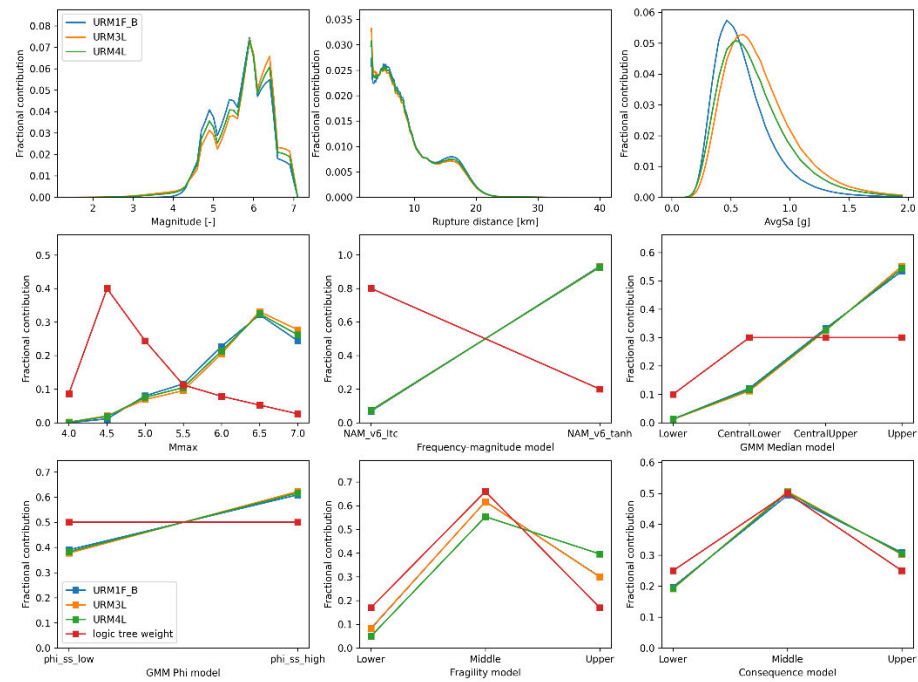 Fractional contribution
0.08
0.07
0.06
0.05
0.04
0.03
0.02
0.01
0.00
URM1F_B
URM3L
URM4L
2 3 4 5 6 7
Magnitude [-]
Fractional contribution
0.035
0.030
0.025
0.020
0.015
0.010
0.005
0.000
10 20 30 40
Rupture distance [km]
Fractional contribution
0.06
0.05
0.04
0.03
0.02
0.01
0.00
0.0 0.5 1.0 1.5 2.0
AvgSa [g]
Fractional contribution
0.5
0.4
0.3
0.2
0.1
0.0
4.0 4.5 5.0 5.5 6.0 6.5 7.0
Mmax
Fractional contribution
1.0
0.8
0.6
0.4
0.2
0.0
NAM_v6_ltc NAM_v6_tanh
Frequency-magnitude model
Fractional contribution
0.6
0.5
0.4
0.3
0.2
0.1
0.0
Lower CentralLower CentralUpper Upper
GMM Median model
Fractional contribution
0.7
0.6
0.5
0.4
0.3
0.2
0.1
0.0
URM1F_B
URM3L
URM4L
logic tree weight
phi_ss_low phi_ss_high
GMM Phi model
Fractional contribution
0.8
0.7
0.6
0.5
0.4
0.3
0.2
0.1
0.0
Lower Middle Upper
Fragility model
Fractional contribution
0.6
0.5
0.4
0.3
0.2
0.1
0.0
Lower Middle Upper
Consequence model